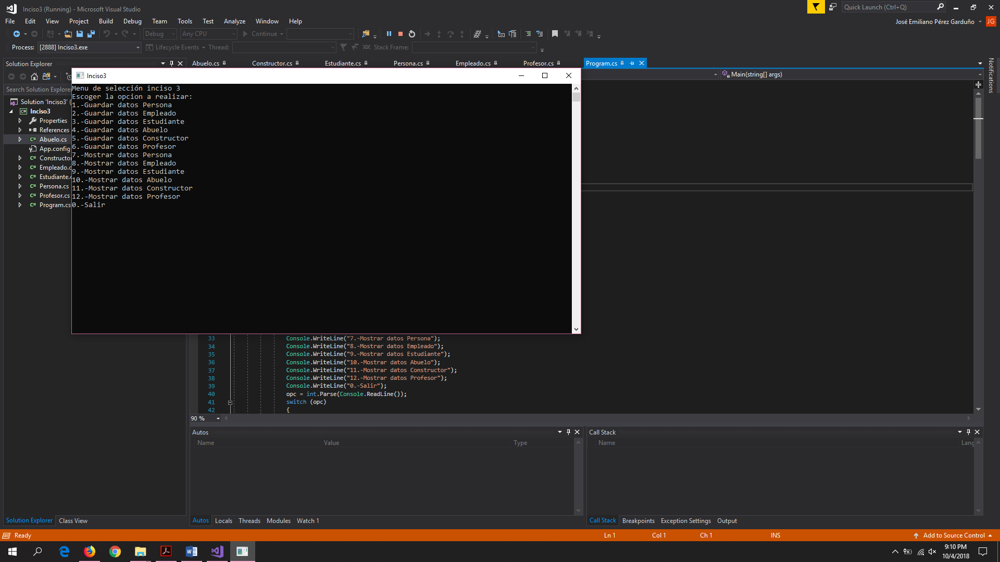 Inciso3 (Running) - Microsoft Visual Studio
Quick Launch (Ctrl+Q)
File Edit View Project Build Debug Team Tools Test Analyze Window Help
José Emiliano Pérez Garduño JG
Debug Any CPU Continue
Process: [2888] Inciso3.exe Lifecycle Events Thread: Stack Frame:
Solution Explorer
Abuelo.cs Constructor.cs Estudiante.cs Persona.cs Empleado.cs Profesor.cs Program.cs
Main(string[] args)
Notifications
Search Solution Explorer
Solution 'Inciso3' (
Inciso3
Properties
References
Abuelo.cs
App.config
Constructor
Empleado.c
Estudiante.
Persona.cs
Profesor.cs
Program.cs
Inciso3
Menu de selección inciso 3
Escoger la opcion a realizar:
1.-Guardar datos Persona
2.-Guardar datos Empleado
3.-Guardar datos Estudiante
4.-Guardar datos Abuelo
5.-Guardar datos Constructor
6.-Guardar datos Profesor
7.-Mostrar datos Persona
8.-Mostrar datos Empleado
9.-Mostrar datos Estudiante
10.-Mostrar datos Abuelo
11.-Mostrar datos Constructor
12.-Mostrar datos Profesor
0.-Salir
33 Console.WriteLine("7.-Mostrar datos Persona");
34 Console.WriteLine("8.-Mostrar datos Empleado");
35 Console.WriteLine("9.-Mostrar datos Estudiante");
36 Console.WriteLine("10.-Mostrar datos Abuelo");
37 Console.WriteLine("11.-Mostrar datos Constructor");
38 Console.WriteLine("12.-Mostrar datos Profesor");
39 Console.WriteLine("0.-Salir");
40 opc = int.Parse(Console.ReadLine());
41 switch (opc)
42 {
90 %
Autos
Name Value Type
Call Stack
Name Lang
Solution Explorer Class View
Autos Locals Threads Modules Watch 1
Call Stack Breakpoints Exception Settings Output
Ready Ln 1 Col 1 Ch 1 INS Add to Source Control
9:10 PM
10/4/2018